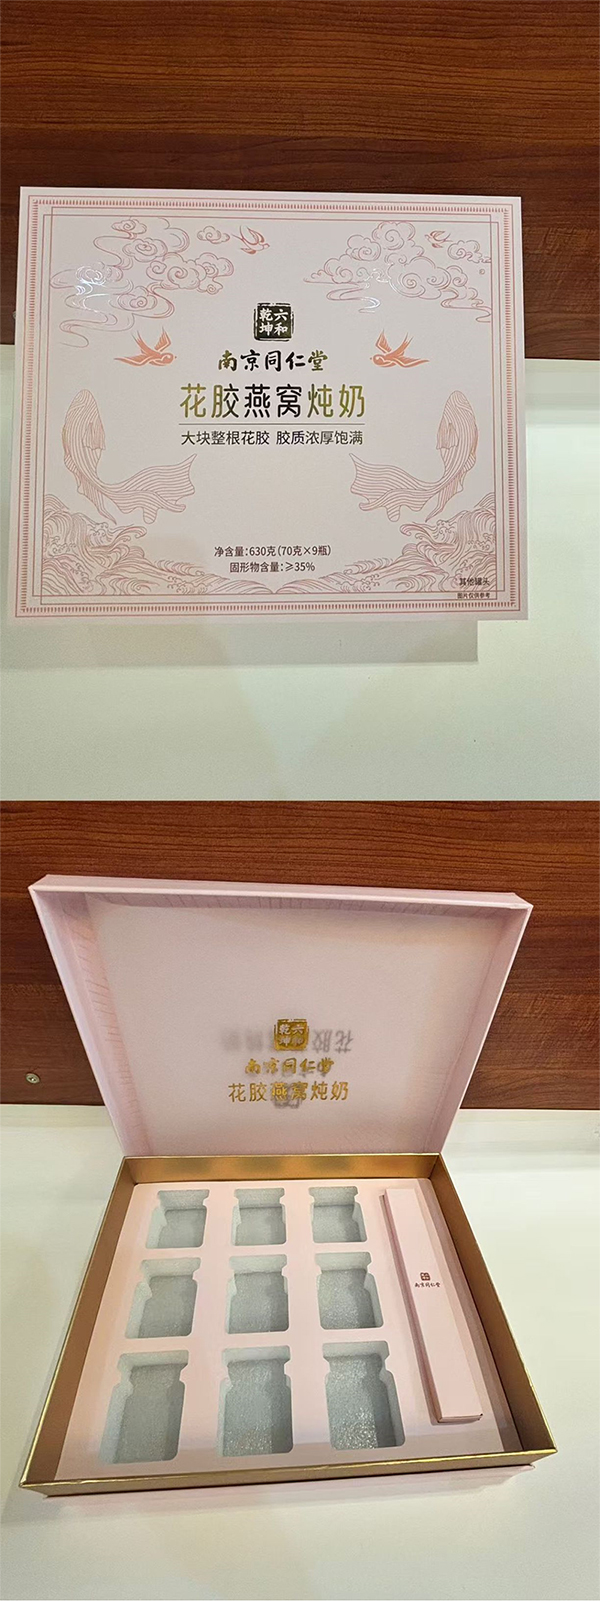 乾六
坤和
南京同仁堂
花胶燕窝炖奶
大块整根花胶 胶质浓厚饱满
净含量:630克(70克×9瓶)
固形物含量:≥35%
其他罐头
图片仅供参考
乾六
坤和
南京同仁堂
花胶燕窝炖奶
南京同仁堂